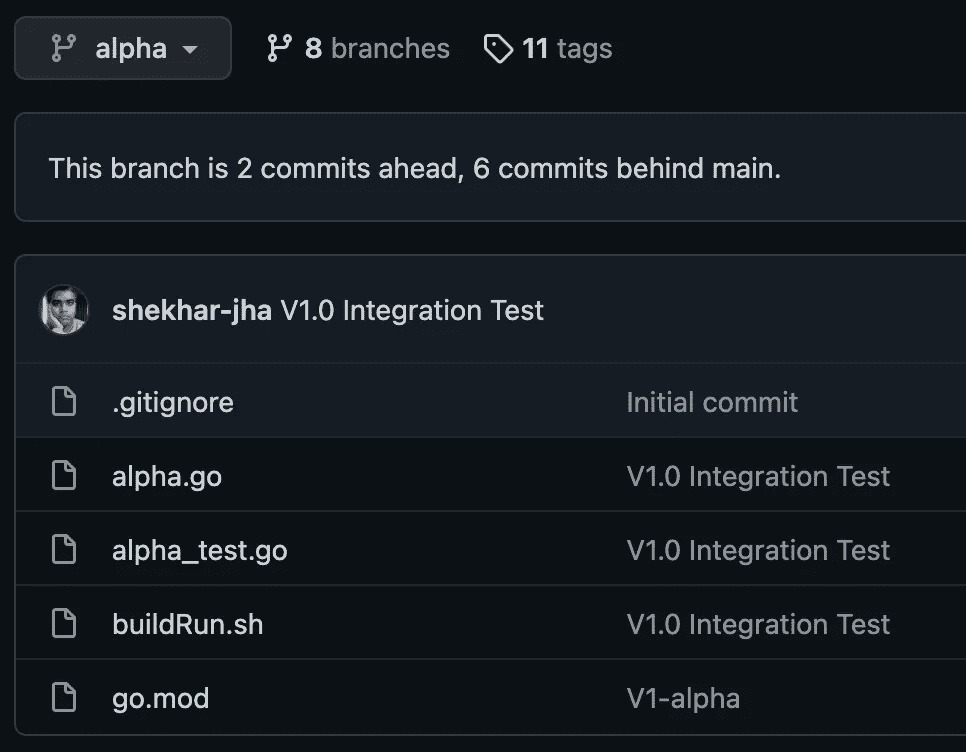 alpha 8 branches 11 tags
This branch is 2 commits ahead, 6 commits behind main.
shekhar-jha V1.0 Integration Test
.gitignore Initial commit
alpha.go V1.0 Integration Test
alpha_test.go V1.0 Integration Test
buildRun.sh V1.0 Integration Test
go.mod V1-alpha